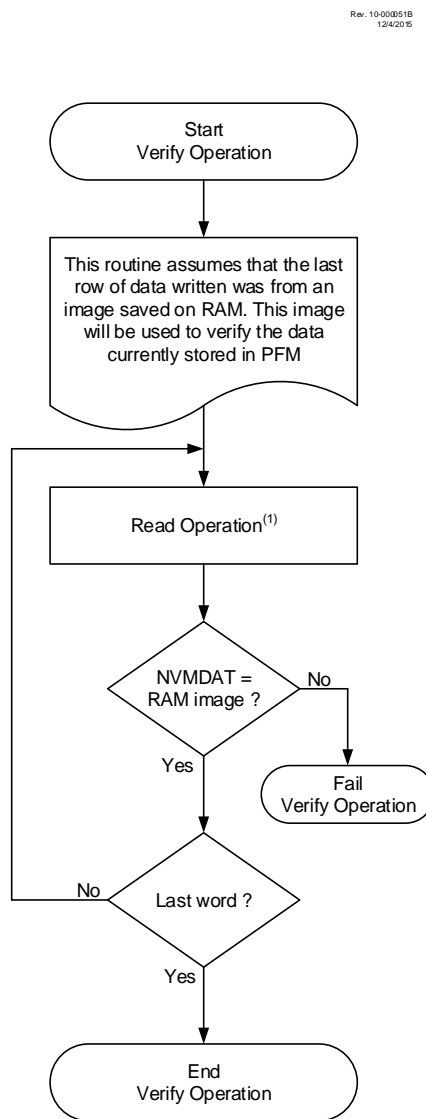 Rev. 10-000051B
12/4/2015
Start
Verify Operation
This routine assumes that the last
row of data written was from an
image saved on RAM. This image
will be used to verify the data
currently stored in PFM
Read Operation(1)
NVMDAT =
RAM image ?
No
Yes
Fail
Verify Operation
No
Last word ?
Yes
End
Verify Operation